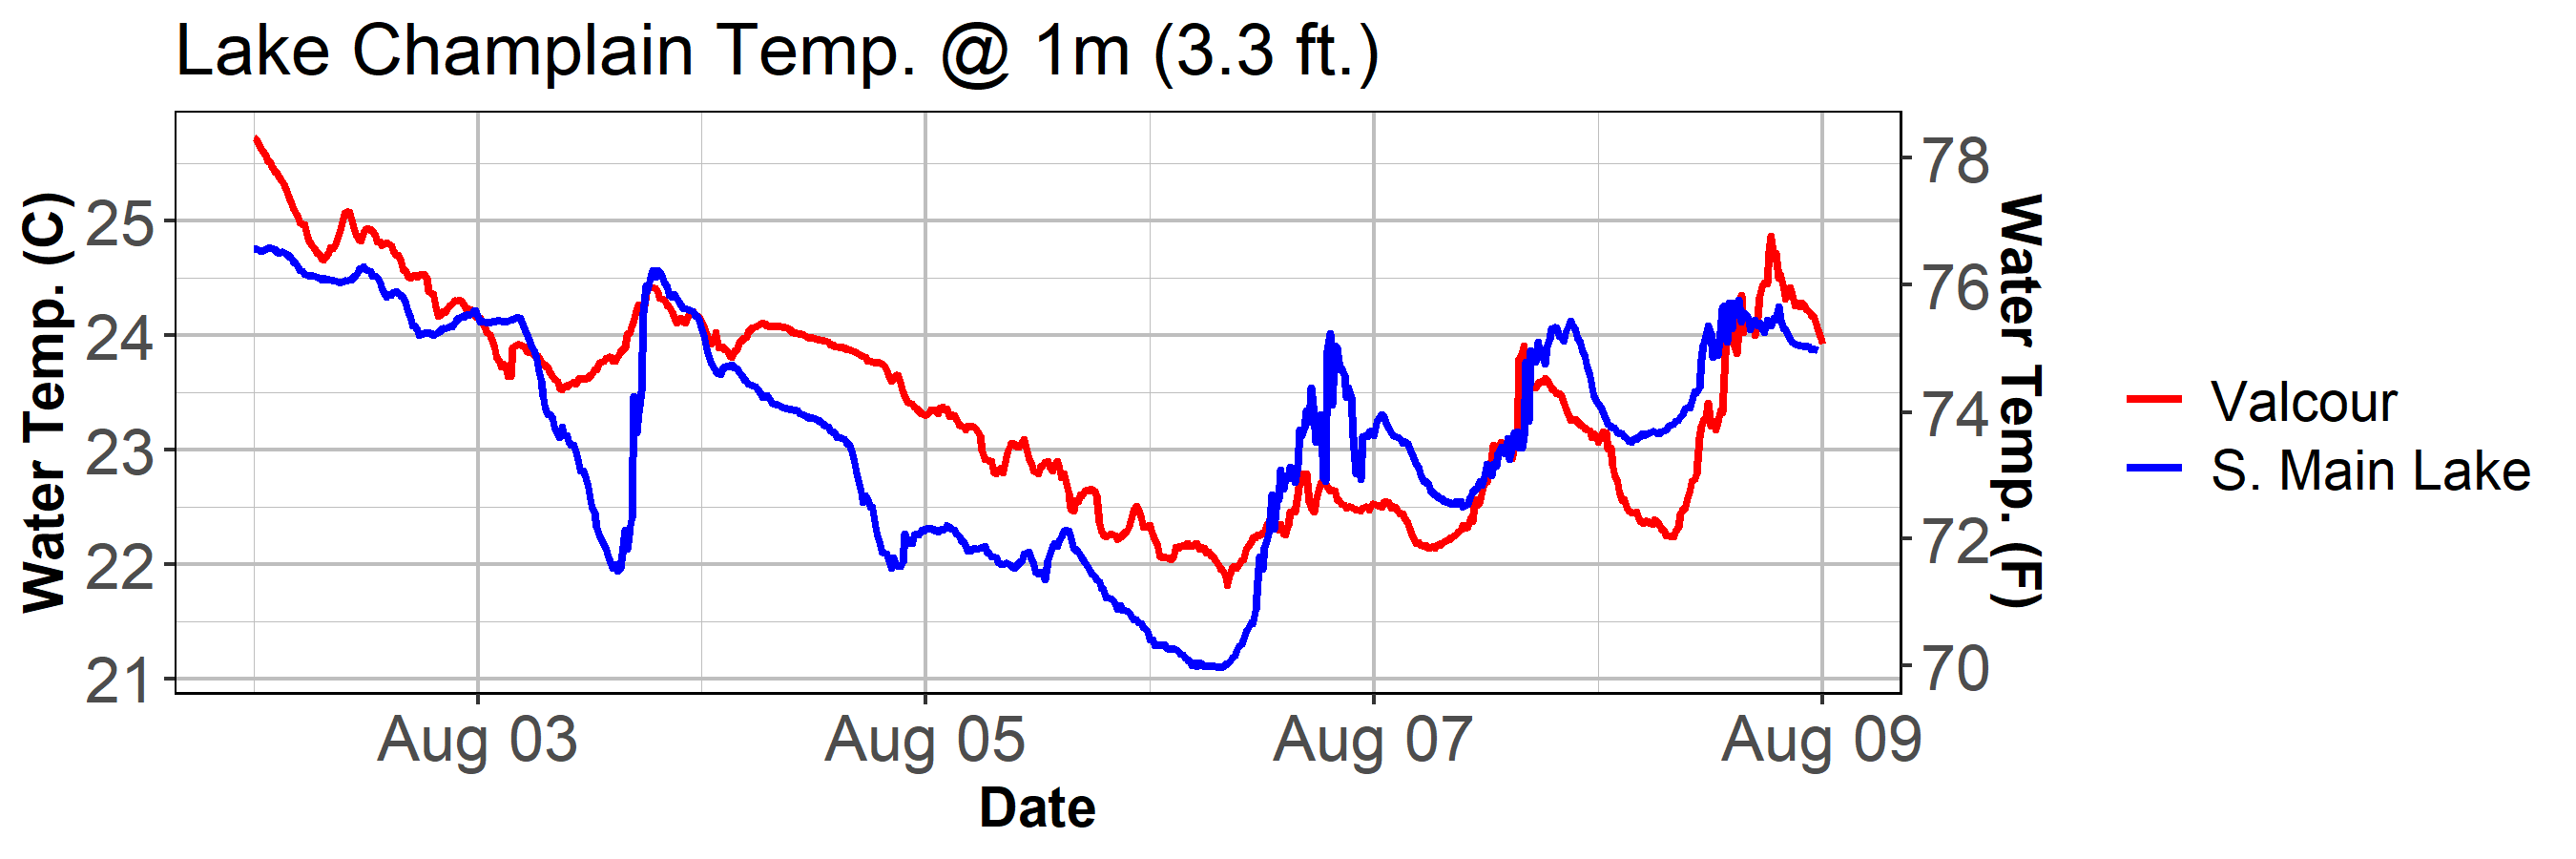 Lake Champlain Temp. @ 1m (3.3 ft.)
Water Temp. (C)
25
24
23
22
21
78
76
74
72
70
Water Temp. (F)
Aug 03
Aug 05
Aug 07
Aug 09
Date
Valcour
S. Main Lake